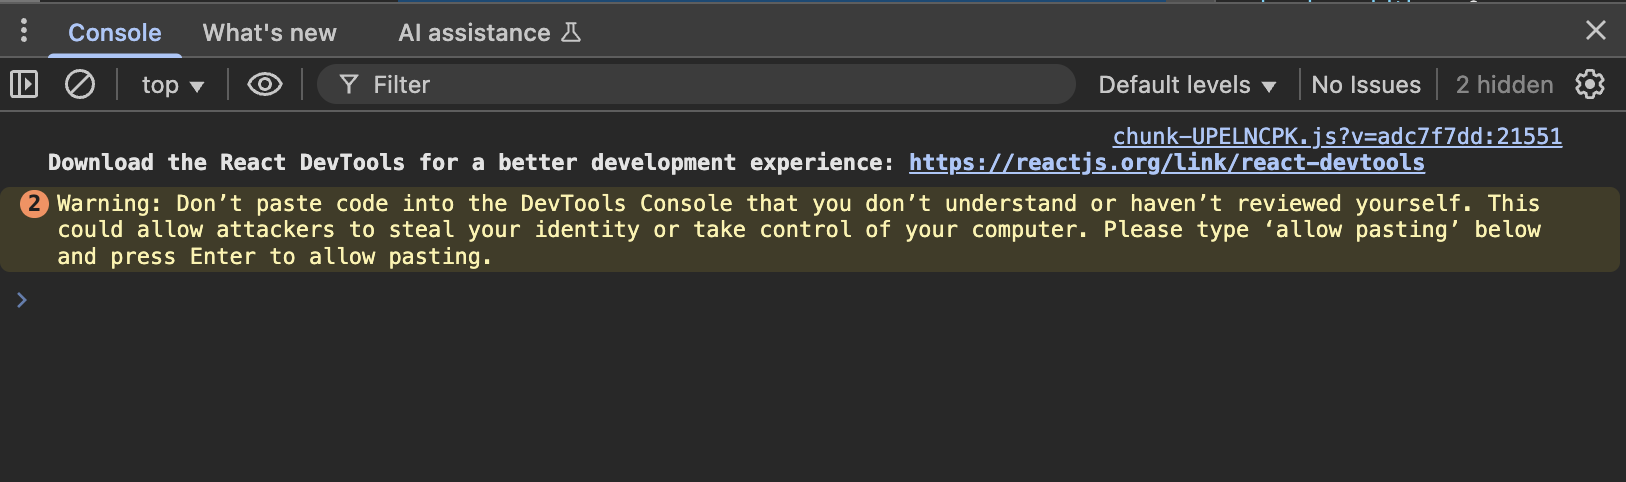 Console What's new AI assistance
top Filter Default levels No Issues 2 hidden
chunk-UPELNCPK.js?v=adc7f7dd:21551
Download the React DevTools for a better development experience: https://reactjs.org/link/react-devtools
2 Warning: Don’t paste code into the DevTools Console that you don’t understand or haven’t reviewed yourself. This
could allow attackers to steal your identity or take control of your computer. Please type ‘allow pasting’ below
and press Enter to allow pasting.